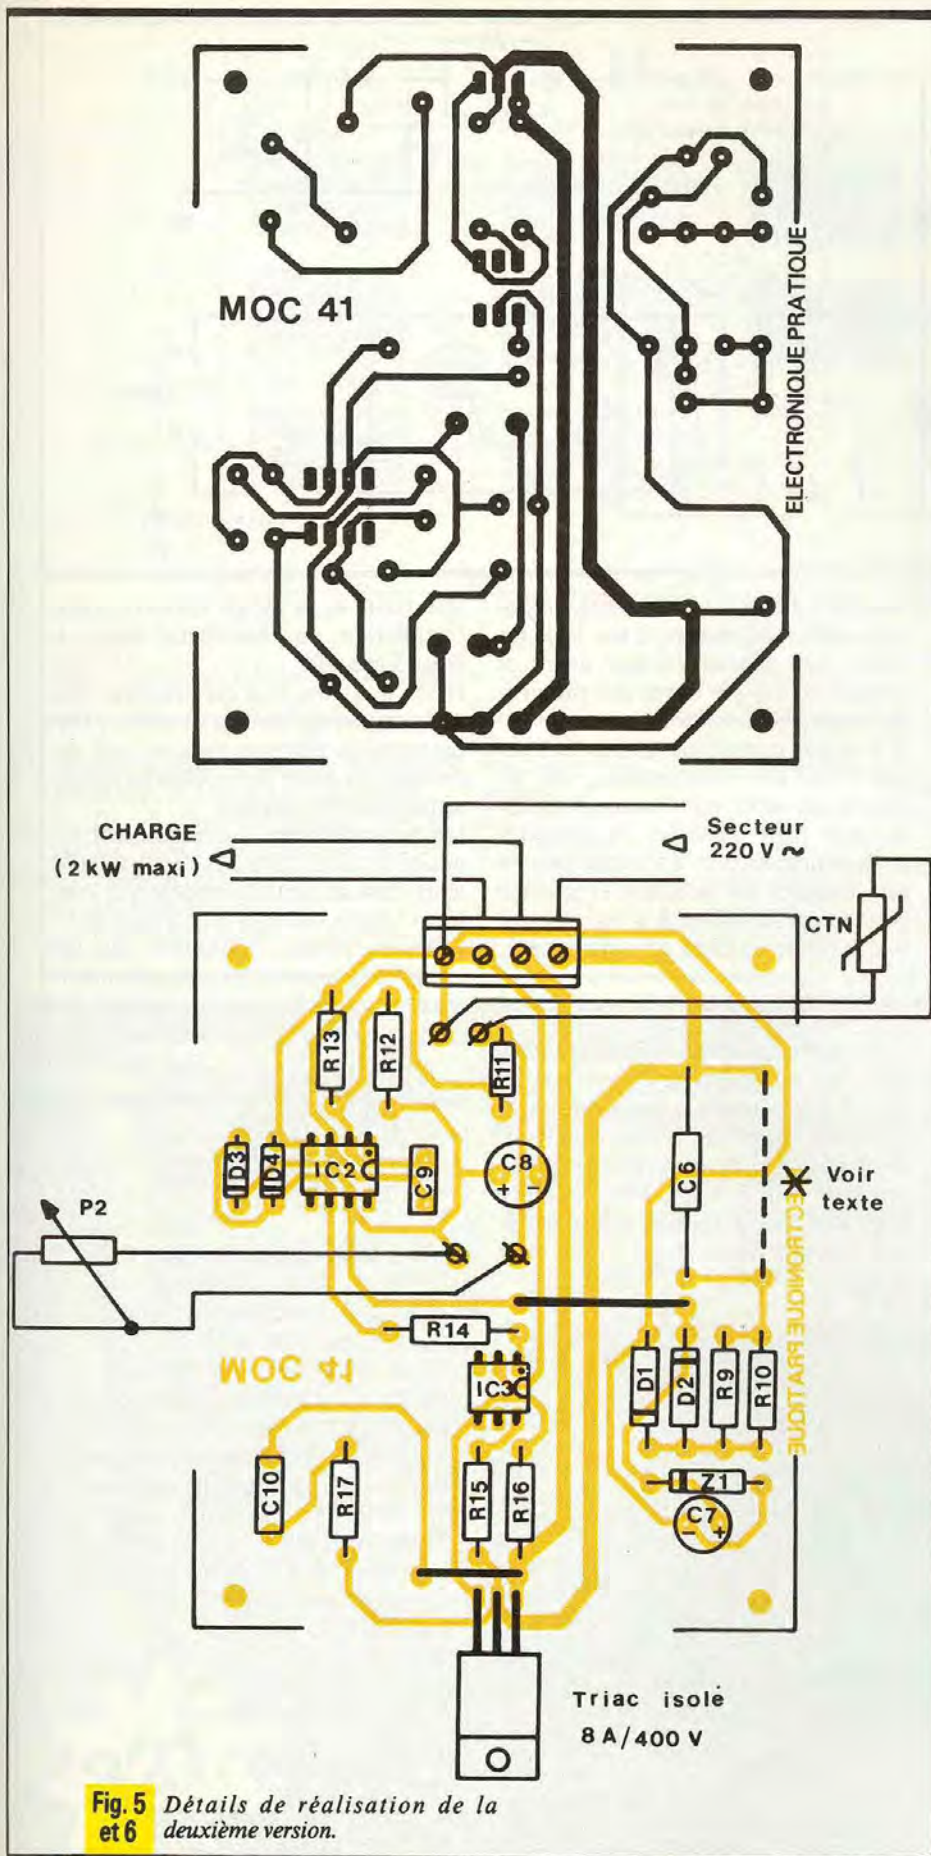 MOC 41
ELECTRONIQUE PRATIQUE
CHARGE
(2 kW maxi)
Secteur
220 V ~
CTN
R13
R12
R11
D3
D4
IC2
C9
C8
+ −
C6
Voir
texte
P2
ECTRONIQUE PRATIQUE
R14
MOC 41
IC3
D1
D2
R9
R10
C10
R17
R15
R16
Z1
C7
− +
Triac isolé
8 A/400 V
Fig. 5
et 6
Détails de réalisation de la
deuxième version.